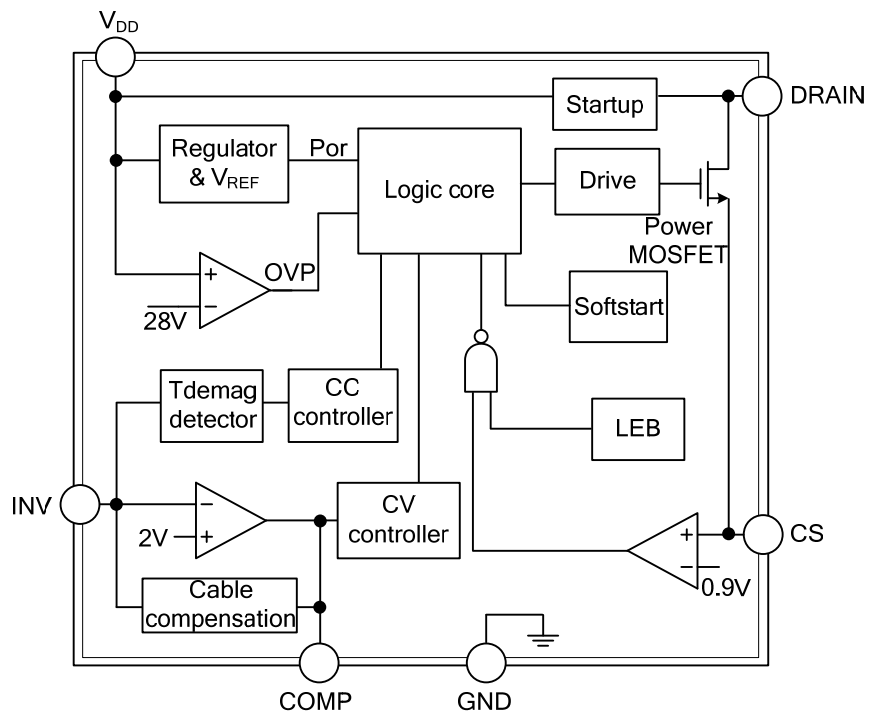 VDD
DRAIN
Startup
Regulator
& VREF
Por
Logic core
Drive
Power
MOSFET
+
−
28V
OVP
Softstart
Tdemag
detector
CC
controller
LEB
INV
−
+
2V
CV
controller
+
−
0.9V
CS
Cable
compensation
COMP
GND